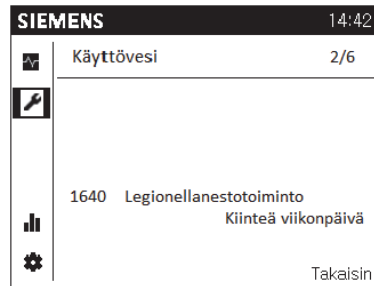 SIEMENS 14:42
Käyttövesi 2/6
1640 Legionellanestotoiminto
Kiinteä viikonpäivä
Takaisin